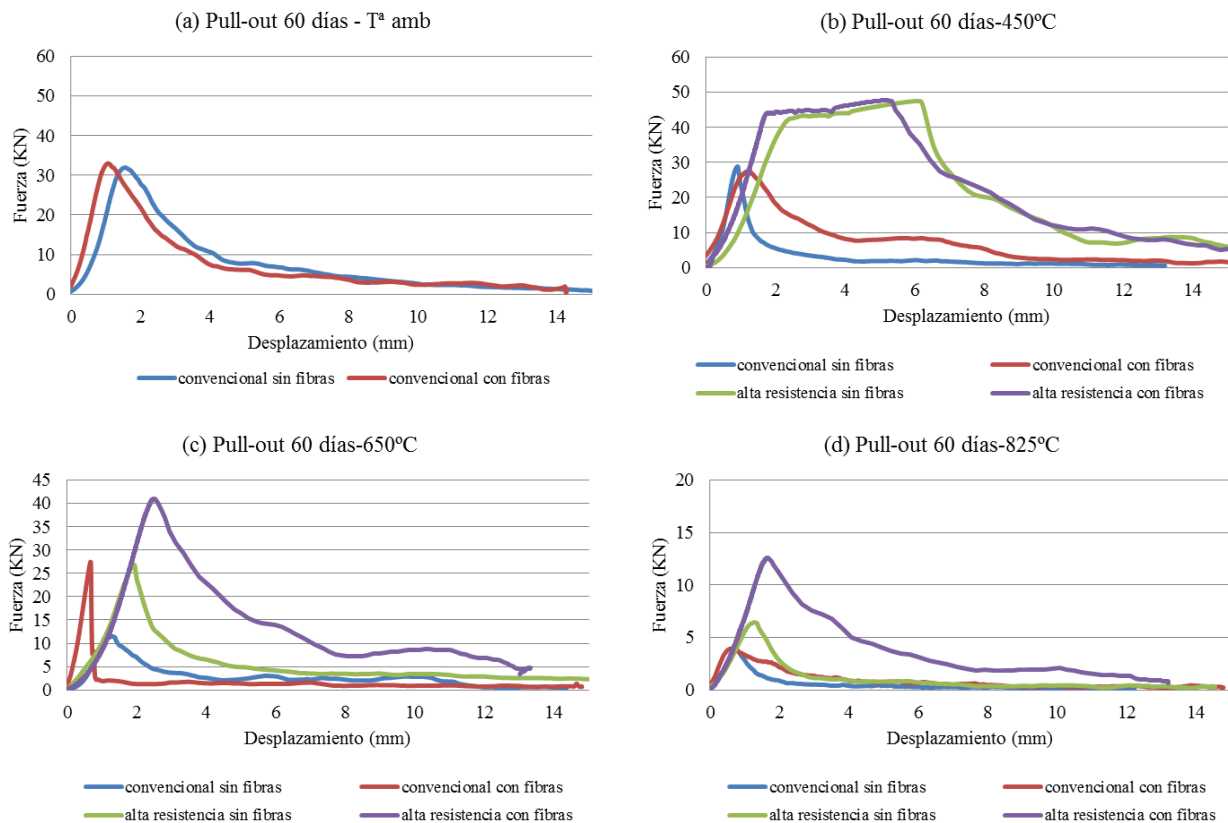 (a) Pull-out 60 días - Tª amb
60
50
40
30
20
10
0
Fuerza (KN)
0 2 4 6 8 10 12 14
Desplazamiento (mm)
convencional sin fibras convencional con fibras
(b) Pull-out 60 días-450ºC
60
50
40
30
20
10
0
Fuerza (KN)
0 2 4 6 8 10 12 14
Desplazamiento (mm)
convencional sin fibras convencional con fibras
alta resistencia sin fibras alta resistencia con fibras
(c) Pull-out 60 días-650ºC
45
40
35
30
25
20
15
10
5
0
Fuerza (KN)
0 2 4 6 8 10 12 14
Desplazamiento (mm)
convencional sin fibras convencional con fibras
alta resistencia sin fibras alta resistencia con fibras
(d) Pull-out 60 días-825ºC
20
15
10
5
0
Fuerza (KN)
0 2 4 6 8 10 12 14
Desplazamiento (mm)
convencional sin fibras convencional con fibras
alta resistencia sin fibras alta resistencia con fibras